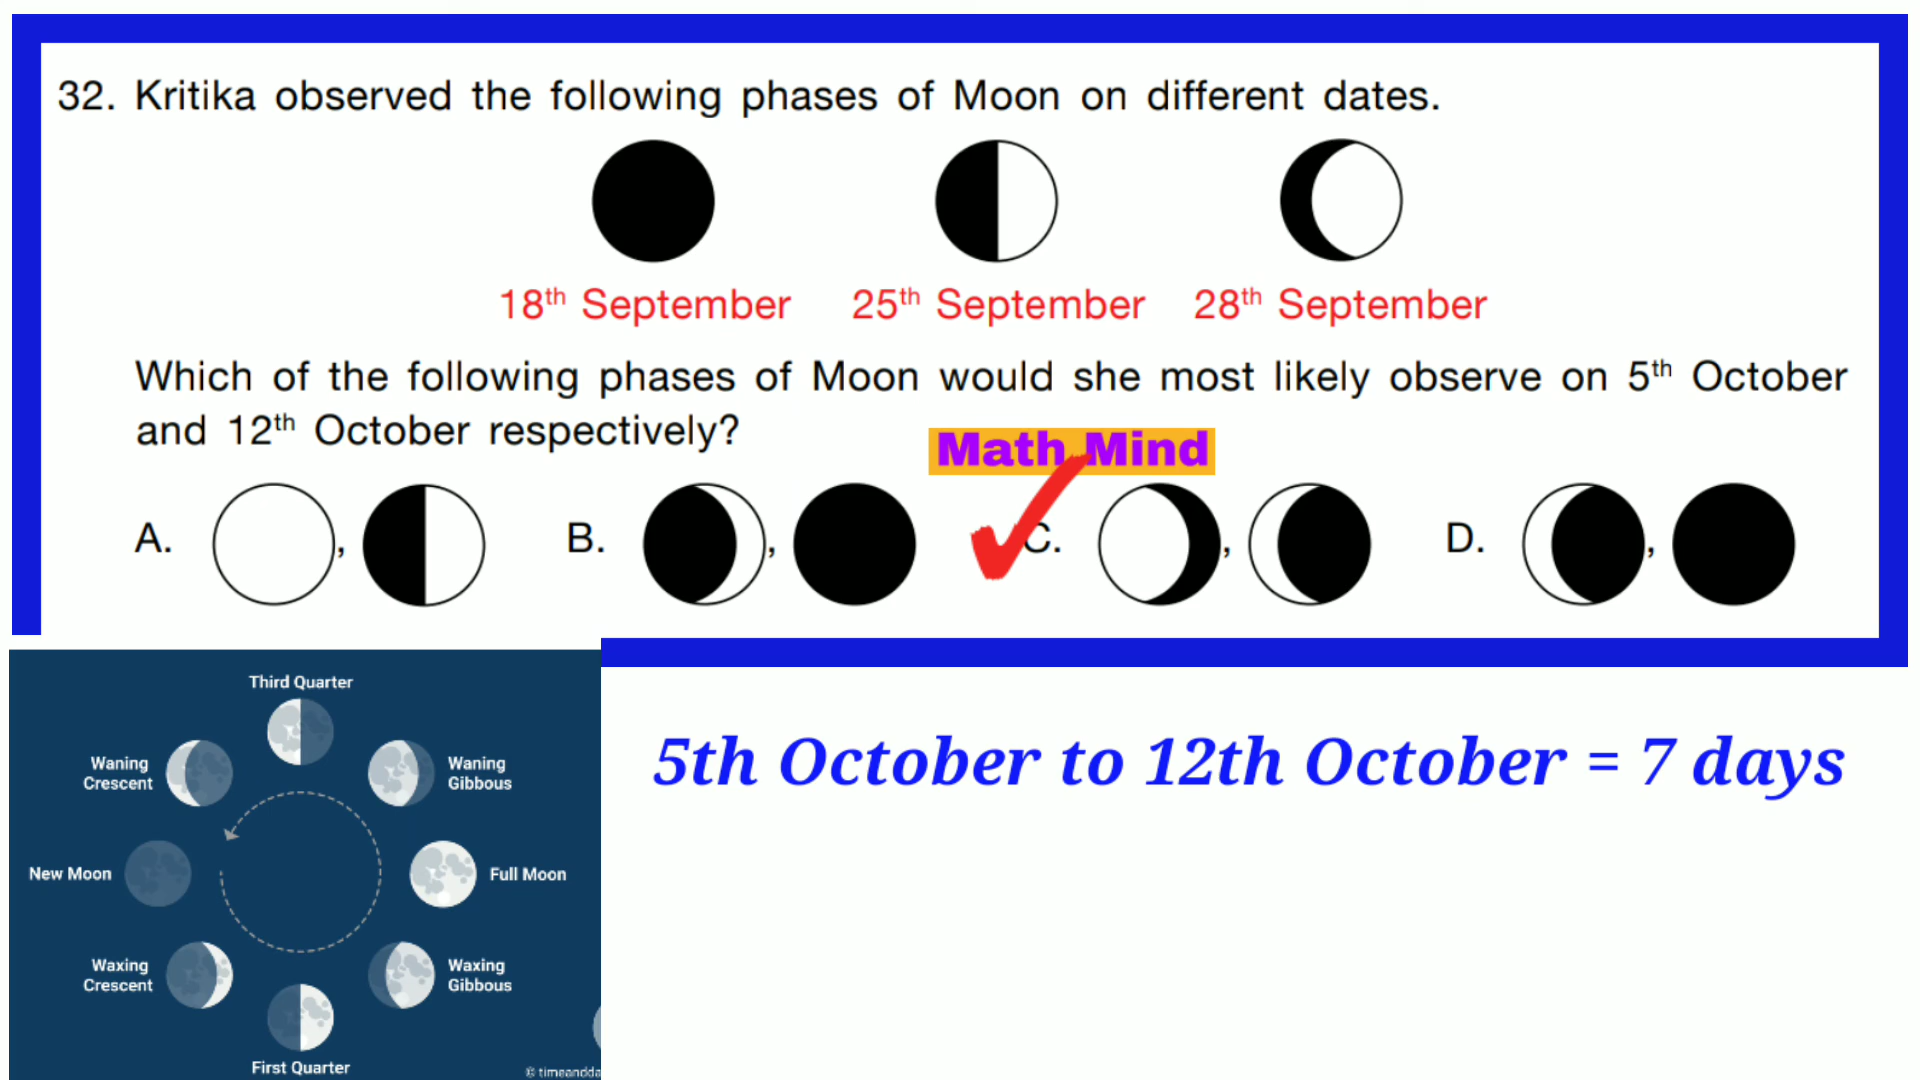 32. Kritika observed the following phases of Moon on different dates.
18th September 25th September 28th September
Which of the following phases of Moon would she most likely observe on 5th October
and 12th October respectively?
Math Mind
A. , B. , C. , D. ,
Third Quarter
Waning
Crescent
Waning
Gibbous
New Moon
Full Moon
Waxing
Crescent
Waxing
Gibbous
First Quarter
© timeandda
5th October to 12th October = 7 days